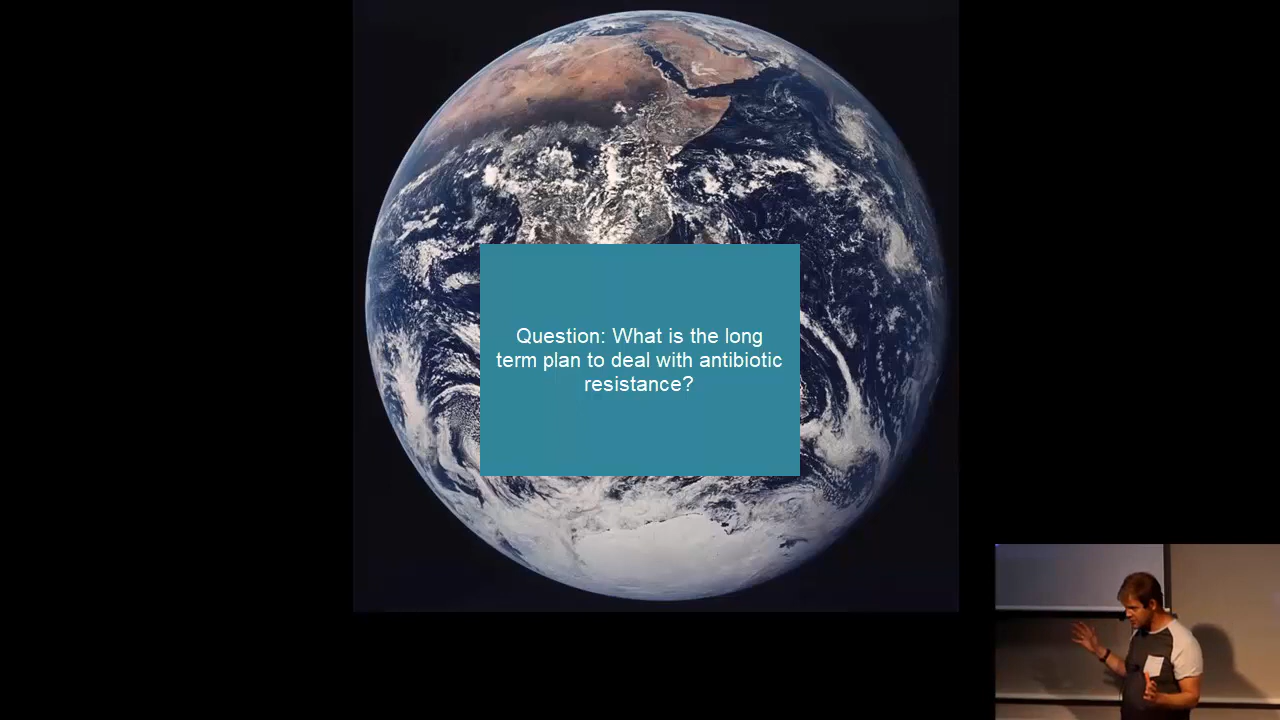 Question: What is the long
term plan to deal with antibiotic
resistance?